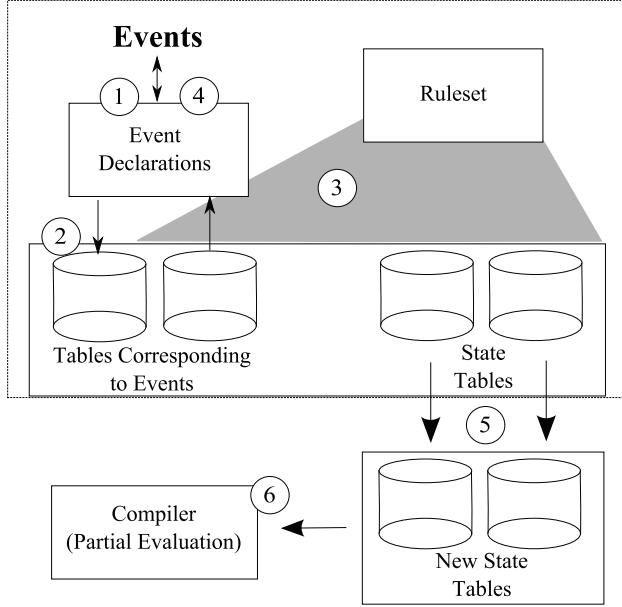 Events
1
4
Ruleset
Event
Declarations
3
2
Tables Corresponding
to Events
State
Tables
5
6
Compiler
(Partial Evaluation)
New State
Tables